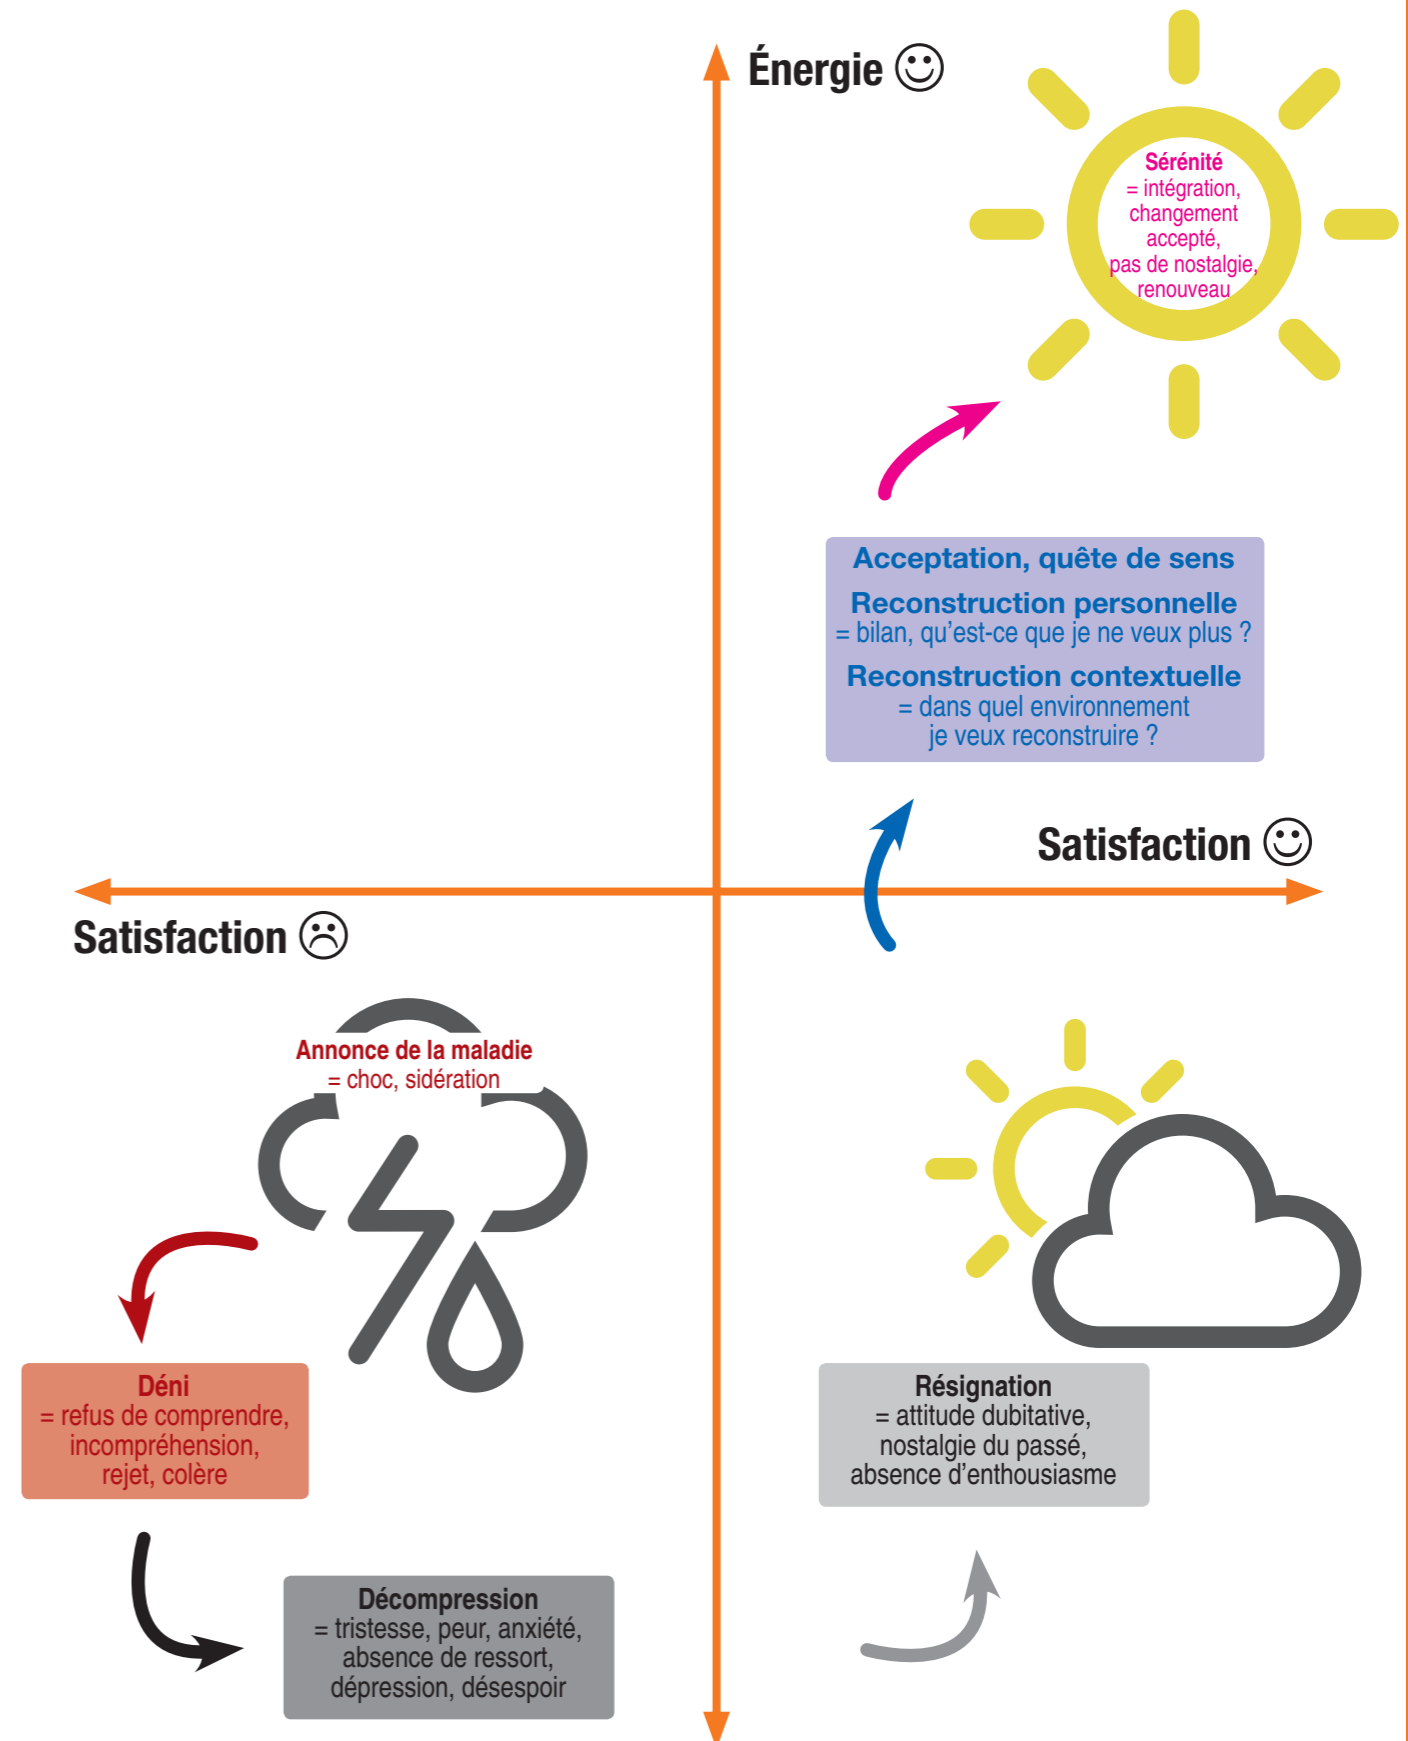 Énergie
Sérénité
= intégration,
changement
accepté,
pas de nostalgie,
renouveau
Acceptation, quête de sens
Reconstruction personnelle
= bilan, qu’est-ce que je ne veux plus ?
Reconstruction contextuelle
= dans quel environnement
je veux reconstruire ?
Satisfaction
Satisfaction
Annonce de la maladie
= choc, sidération
Déni
= refus de comprendre,
incompréhension,
rejet, colère
Résignation
= attitude dubitative,
nostalgie du passé,
absence d’enthousiasme
Décompression
= tristesse, peur, anxiété,
absence de ressort,
dépression, désespoir